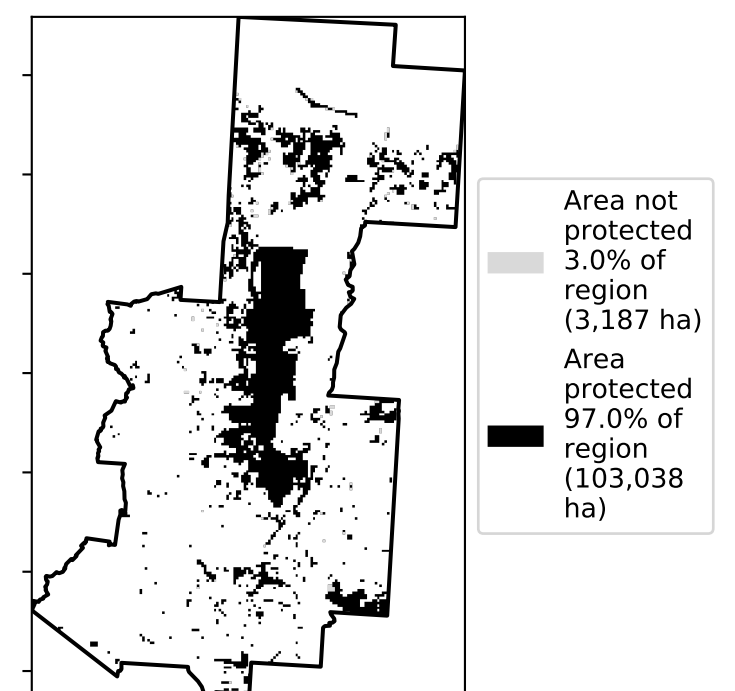 Area not
protected
3.0% of
region
(3,187 ha)
Area
protected
97.0% of
region
(103,038
ha)